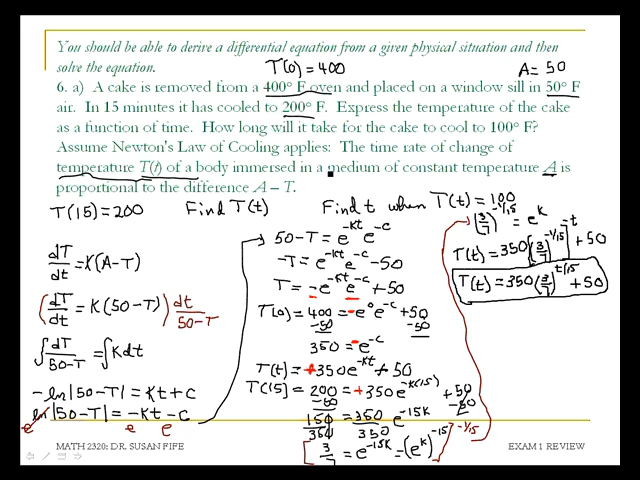 You should be able to derive a differential equation from a given physical situation and then
solve the equation.
T(0) = 400
A = 50
6. a) A cake is removed from a 400° F oven and placed on a window sill in 50° F
air. In 15 minutes it has cooled to 200° F. Express the temperature of the cake
as a function of time. How long will it take for the cake to cool to 100° F?
Assume Newton's Law of Cooling applies: The time rate of change of
temperature T(t) of a body immersed in a medium of constant temperature A is
proportional to the difference A – T.
T(15) = 200
Find T(t)
Find t when T(t) = 100
dT/dt = K(A-T)
(dT/dt = K(50-T)) dt/(50-T)
∫ dT/(50-T) = ∫ K dt
-ln|50-T| = Kt + C
e ln|50-T| = -Kt - C e e
50-T = e^{-Kt} e^{-C}
-T = e^{-Kt} e^{-C} - 50
T = -e^{-Kt} e^{-C} + 50
T(0) = 400 = -e^0 e^{-C} + 50
-50 -50
350 = -e^{-C}
T(t) = +350e^{-Kt} + 50
T(15) = 200 = +350e^{-K(15)} + 50
-50 -50
150/350 = 350/350 e^{-15K}
[3/7 = e^{-15K} = (e^K)^{-15}]^{-1/15}
(3/7)^{-1/15} = e^K
T(t) = 350[(3/7)^{-1/15}]^{-t} + 50
T(t) = 350(3/7)^{t/15} + 50
MATH 2320: DR. SUSAN FIFE
EXAM 1 REVIEW